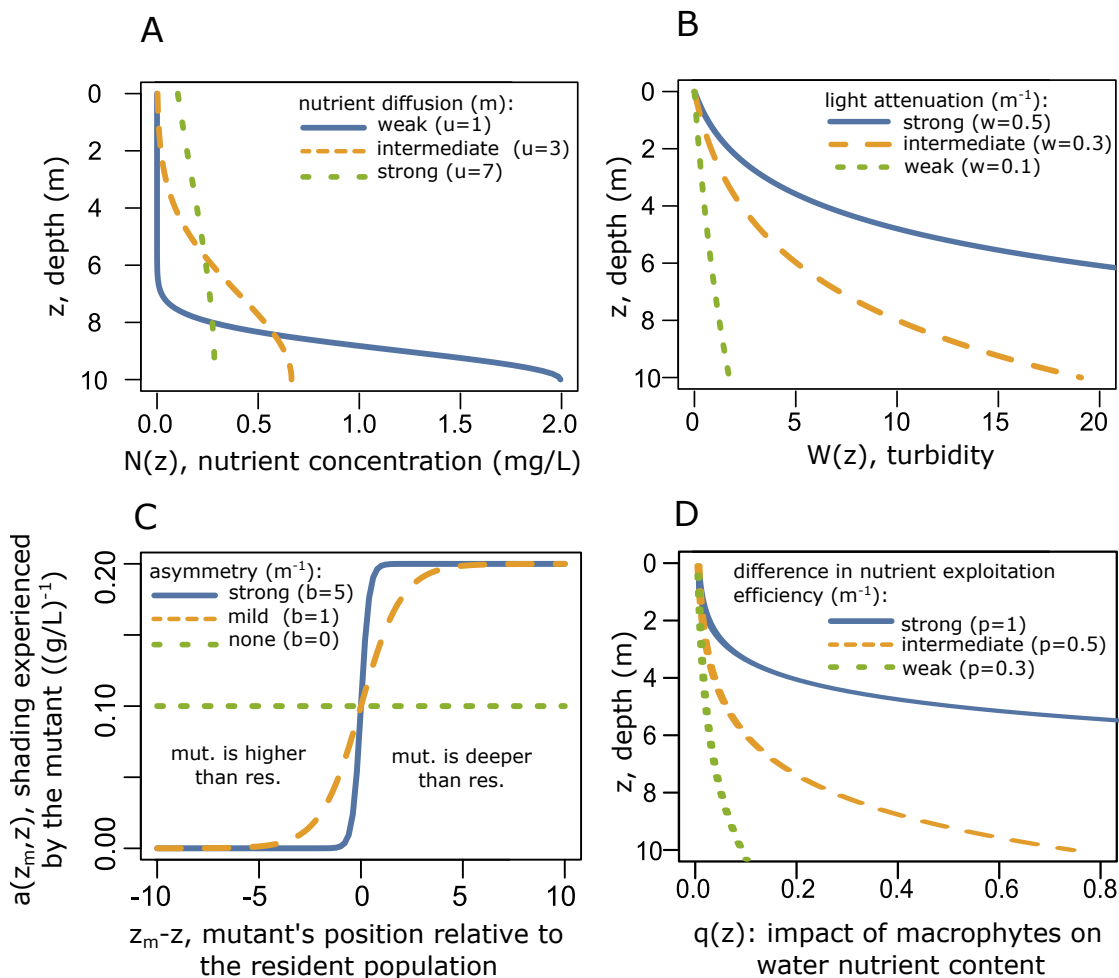 A
nutrient diffusion (m):
weak (u=1)
intermediate (u=3)
strong (u=7)
0
2
4
6
8
10
z, depth (m)
0.0
0.5
1.0
1.5
2.0
N(z), nutrient concentration (mg/L)
B
light attenuation (m⁻¹):
strong (w=0.5)
intermediate (w=0.3)
weak (w=0.1)
0
2
4
6
8
10
z, depth (m)
0
5
10
15
20
W(z), turbidity
C
asymmetry (m⁻¹):
strong (b=5)
mild (b=1)
none (b=0)
mut. is higher
than res.
mut. is deeper
than res.
0.20
0.10
0.00
a(zₘ,z), shading experienced
by the mutant ((g/L)⁻¹)
-10
-5
0
5
10
zₘ-z, mutant's position relative to
the resident population
D
difference in nutrient exploitation
efficiency (m⁻¹):
strong (p=1)
intermediate (p=0.5)
weak (p=0.3)
0
2
4
6
8
10
z, depth (m)
0.0
0.2
0.4
0.6
0.8
q(z): impact of macrophytes on
water nutrient content